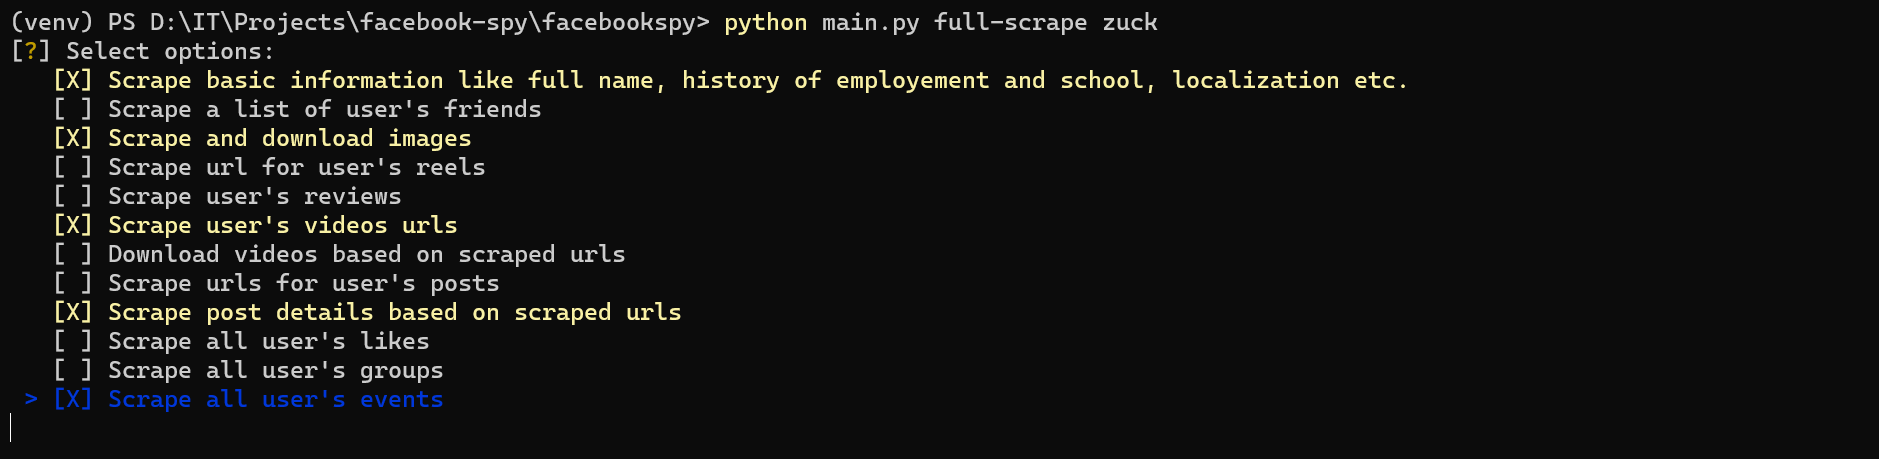 (venv) PS D:\IT\Projects\facebook-spy\facebookspy> python main.py full-scrape zuck
[?] Select options:
[X] Scrape basic information like full name, history of employement and school, localization etc.
[ ] Scrape a list of user's friends
[X] Scrape and download images
[ ] Scrape url for user's reels
[ ] Scrape user's reviews
[X] Scrape user's videos urls
[ ] Download videos based on scraped urls
[ ] Scrape urls for user's posts
[X] Scrape post details based on scraped urls
[ ] Scrape all user's likes
[ ] Scrape all user's groups
> [X] Scrape all user's events